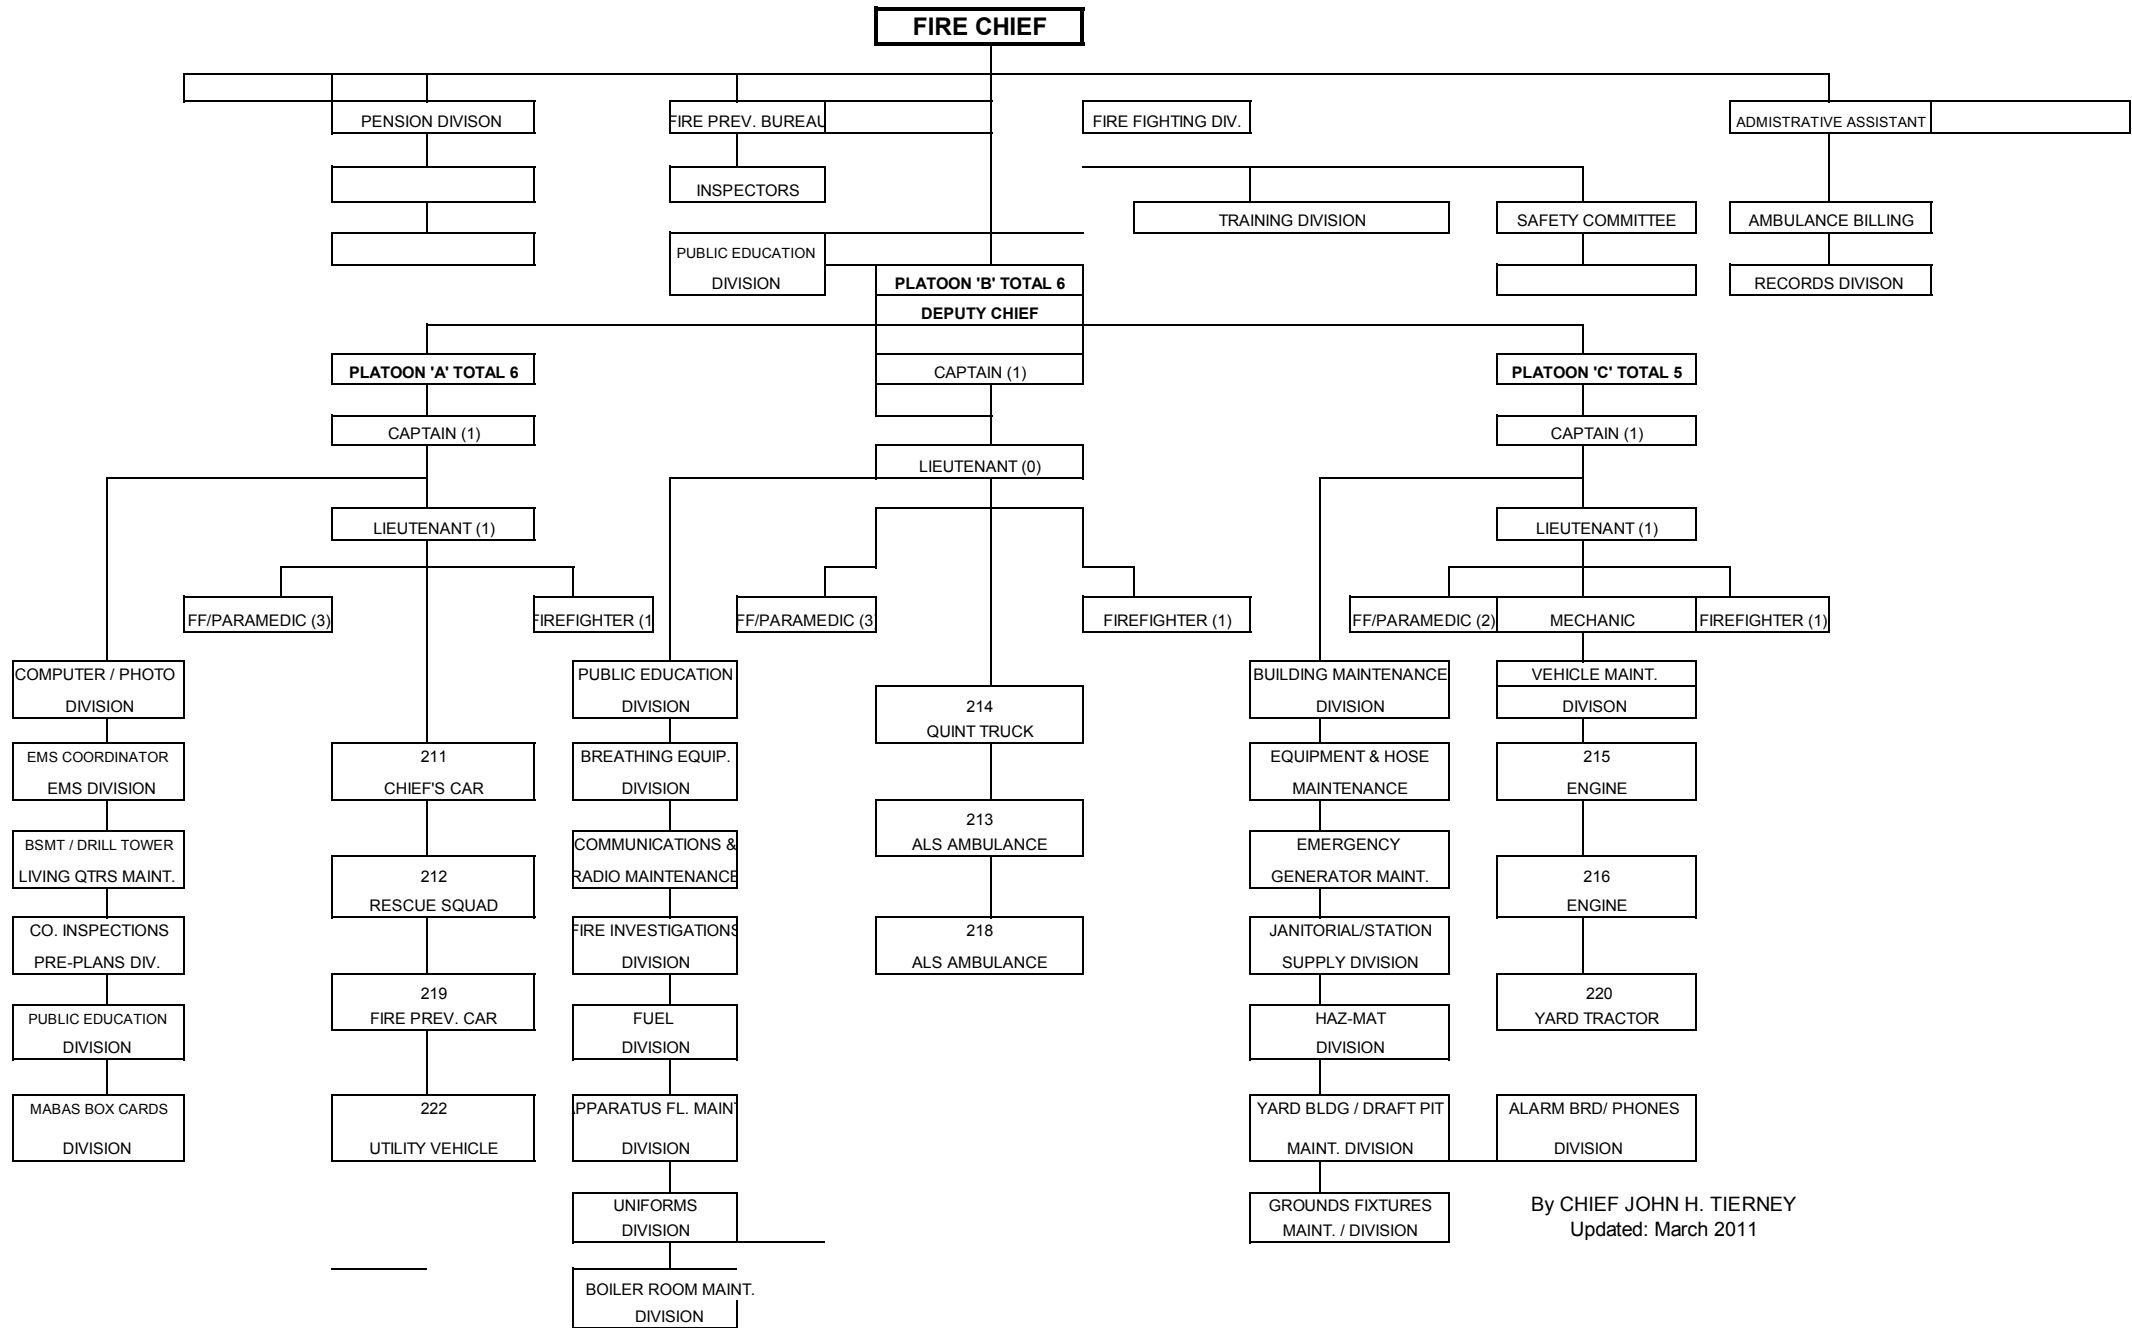 FIRE CHIEF
PENSION DIVISON
FIRE PREV. BUREAU
FIRE FIGHTING DIV.
ADMISTRATIVE ASSISTANT
INSPECTORS
TRAINING DIVISION
SAFETY COMMITTEE
AMBULANCE BILLING
PUBLIC EDUCATION
DIVISION
PLATOON 'B' TOTAL 6
RECORDS DIVISON
DEPUTY CHIEF
PLATOON 'A' TOTAL 6
CAPTAIN (1)
PLATOON 'C' TOTAL 5
CAPTAIN (1)
CAPTAIN (1)
LIEUTENANT (0)
LIEUTENANT (1)
LIEUTENANT (1)
FF/PARAMEDIC (3)
FIREFIGHTER (1
FF/PARAMEDIC (3
FIREFIGHTER (1)
FF/PARAMEDIC (2)
MECHANIC
FIREFIGHTER (1)
COMPUTER / PHOTO
DIVISION
EMS COORDINATOR
EMS DIVISION
BSMT / DRILL TOWER
LIVING QTRS MAINT.
CO. INSPECTIONS
PRE-PLANS DIV.
PUBLIC EDUCATION
DIVISION
MABAS BOX CARDS
DIVISION
211
CHIEF'S CAR
212
RESCUE SQUAD
219
FIRE PREV. CAR
222
UTILITY VEHICLE
PUBLIC EDUCATION
DIVISION
BREATHING EQUIP.
DIVISION
COMMUNICATIONS &
RADIO MAINTENANCE
FIRE INVESTIGATIONS
DIVISION
FUEL
DIVISION
APPARATUS FL. MAINT
DIVISION
UNIFORMS
DIVISION
BOILER ROOM MAINT.
DIVISION
214
QUINT TRUCK
213
ALS AMBULANCE
218
ALS AMBULANCE
BUILDING MAINTENANCE
DIVISION
EQUIPMENT & HOSE
MAINTENANCE
EMERGENCY
GENERATOR MAINT.
JANITORIAL/STATION
SUPPLY DIVISION
HAZ-MAT
DIVISION
YARD BLDG / DRAFT PIT
MAINT. DIVISION
GROUNDS FIXTURES
MAINT. / DIVISION
VEHICLE MAINT.
DIVISON
215
ENGINE
216
ENGINE
220
YARD TRACTOR
ALARM BRD/ PHONES
DIVISION
By CHIEF JOHN H. TIERNEY
Updated: March 2011